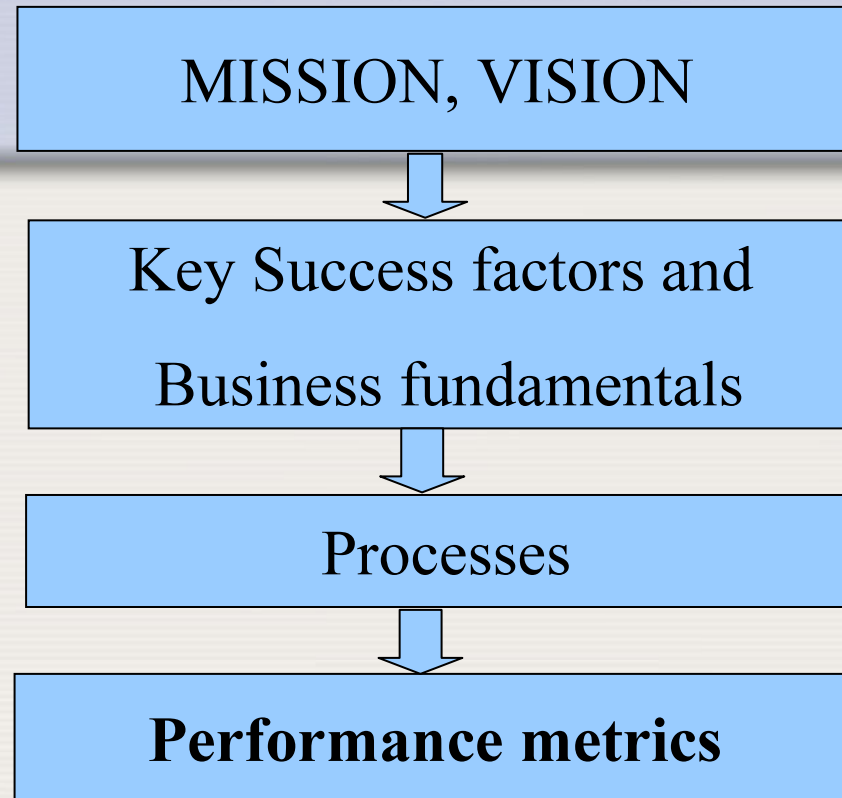 MISSION, VISION
Key Success factors and
Business fundamentals
Processes
Performance metrics